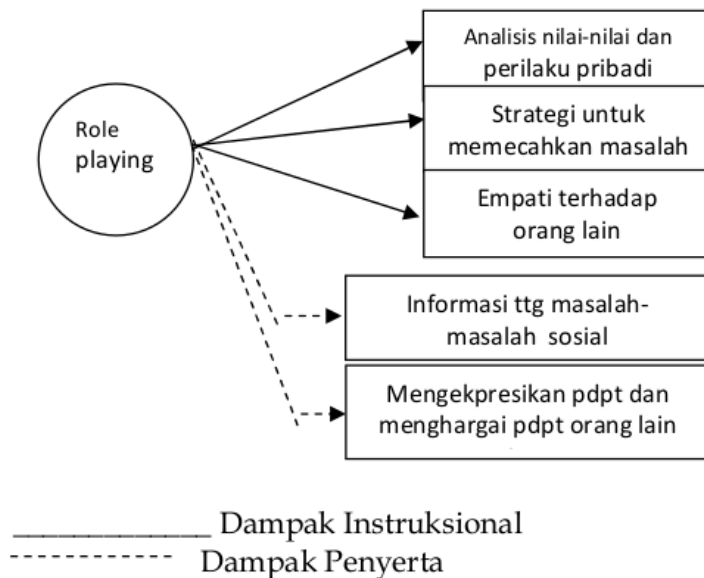 Role
playing
Analisis nilai-nilai dan
perilaku pribadi
Strategi untuk
memecahkan masalah
Empati terhadap
orang lain
Informasi ttg masalah-
masalah sosial
Mengekpresikan pdpt dan
menghargai pdpt orang lain
Dampak Instruksional
Dampak Penyerta